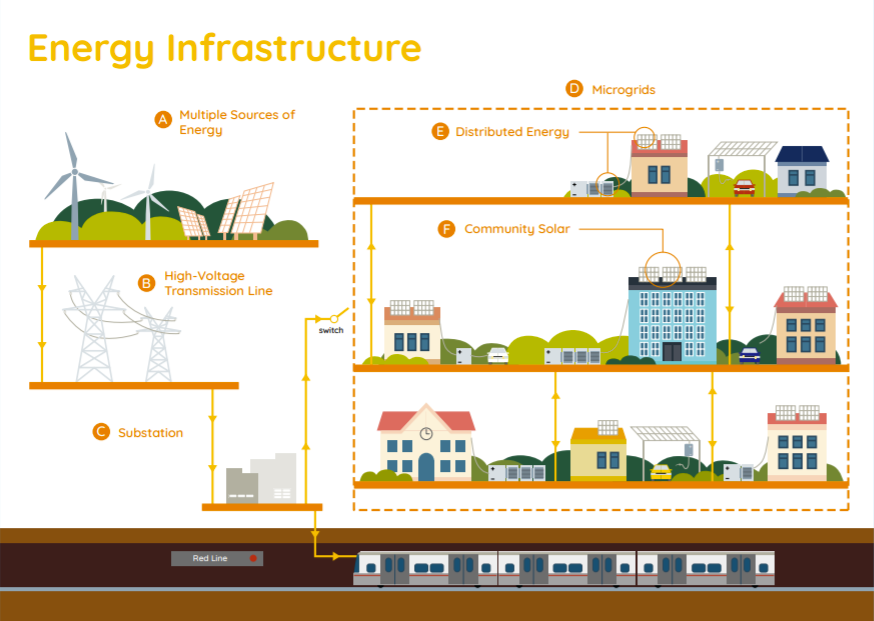 Energy Infrastructure
D Microgrids
A Multiple Sources of
Energy
E Distributed Energy
F Community Solar
B High-Voltage
Transmission Line
switch
C Substation
Red Line